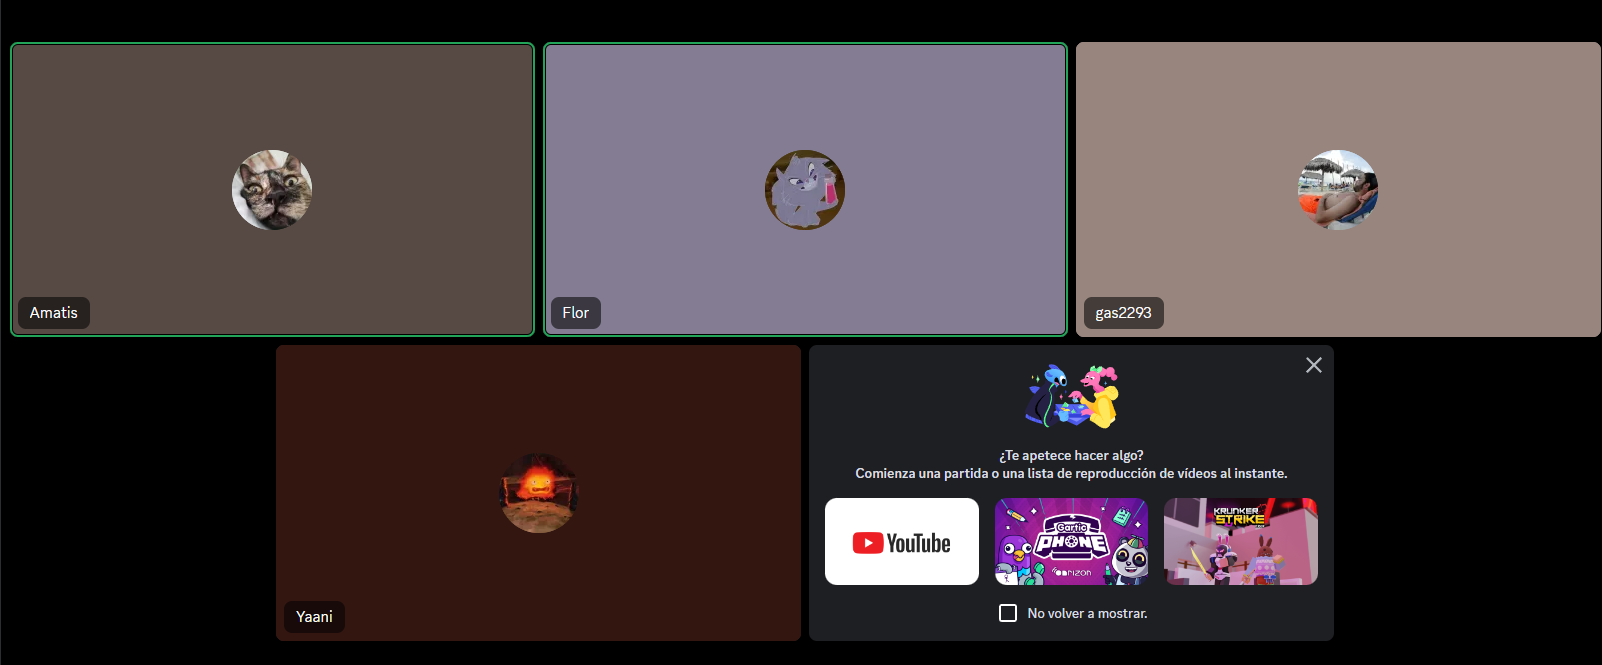 Amatis
Flor
gas2293
Yaani
¿Te apetece hacer algo?
Comienza una partida o una lista de reproducción de vídeos al instante.
YouTube
Gartic
PHONE
KRUNKER
STRIKE
No volver a mostrar.